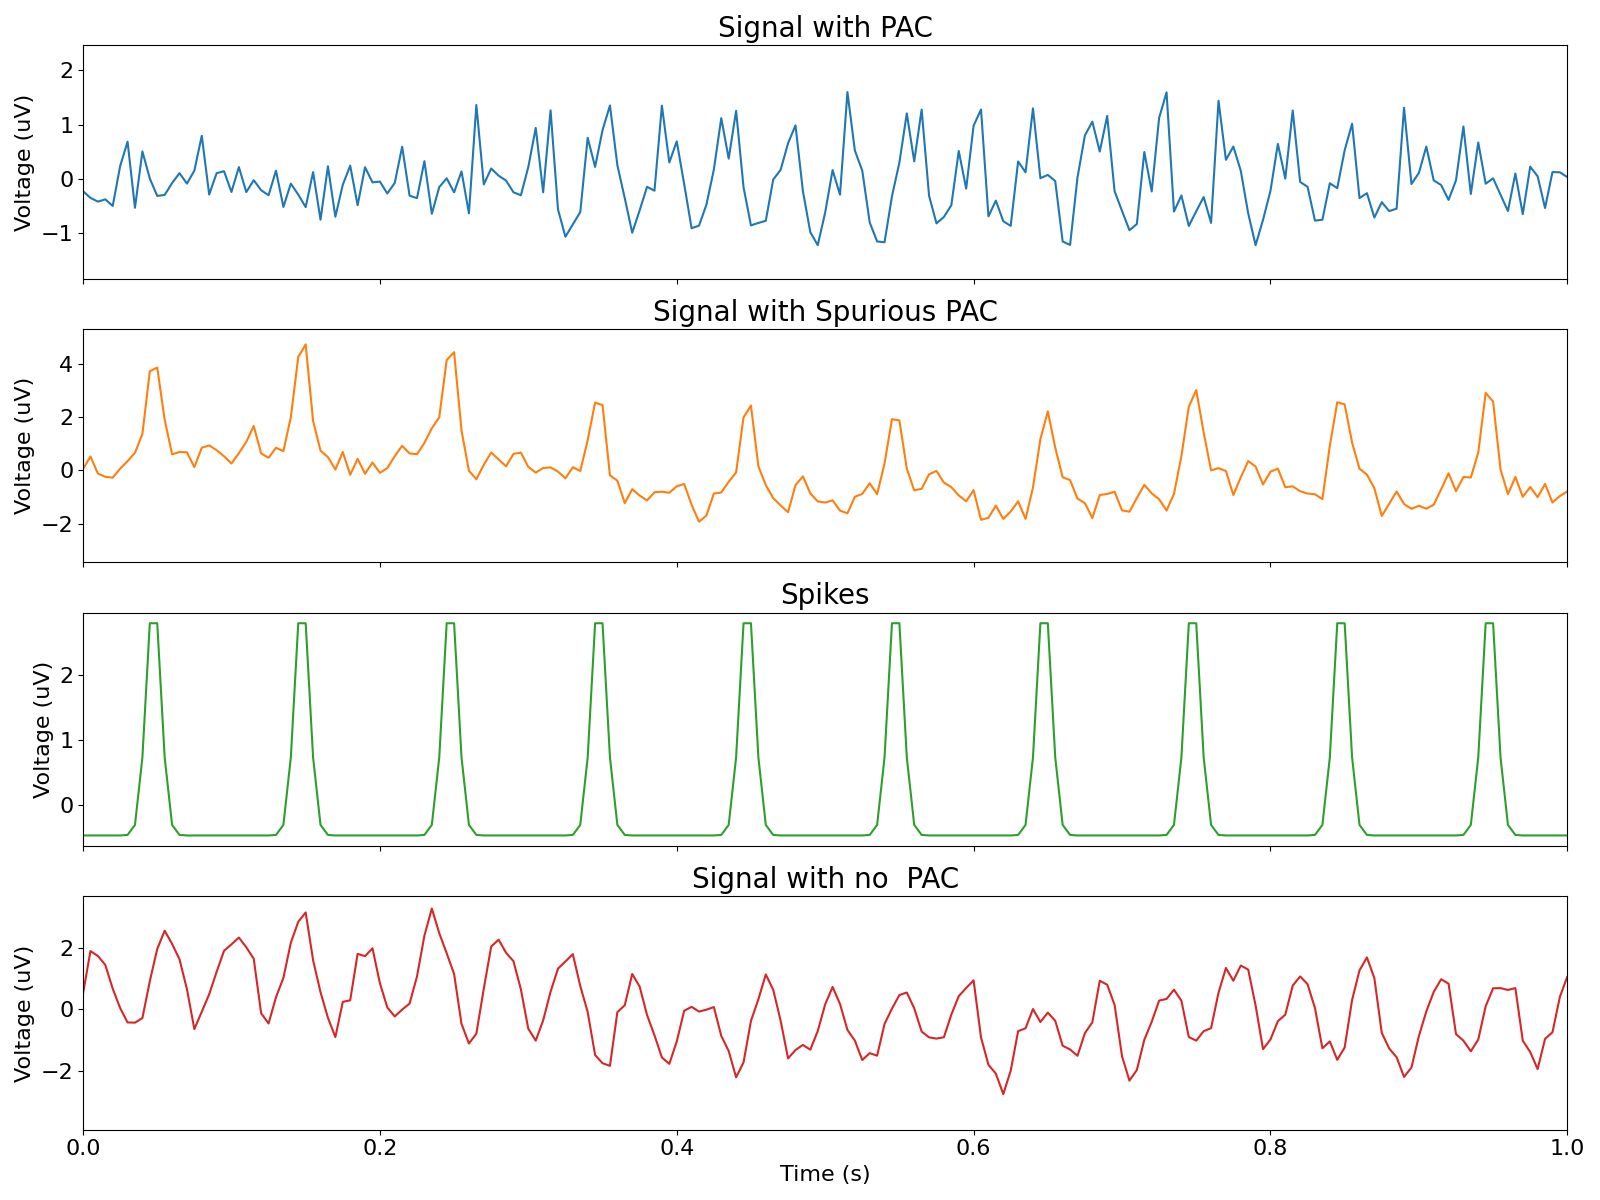 Signal with PAC
Voltage (uV)
2
1
0
−1
Signal with Spurious PAC
Voltage (uV)
4
2
0
−2
Spikes
Voltage (uV)
2
1
0
Signal with no  PAC
Voltage (uV)
2
0
−2
0.0 0.2 0.4 0.6 0.8 1.0
Time (s)